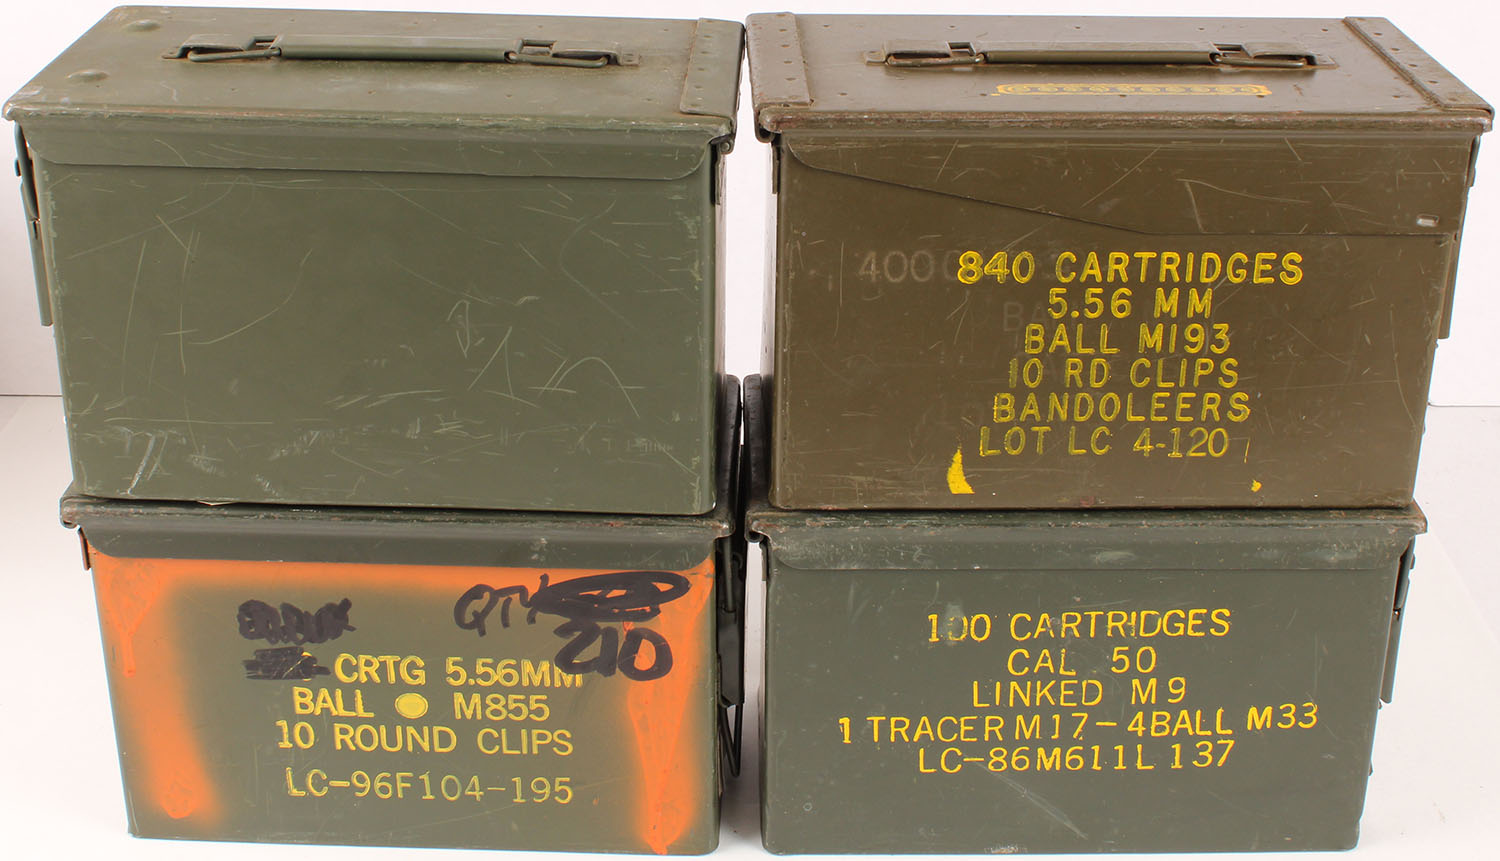 840 CARTRIDGES
5.56 MM
BALL M193
10 RD CLIPS
BANDOLEERS
LOT LC 4-120
QTY
210
CRTG 5.56MM
BALL M855
10 ROUND CLIPS
LC-96F104-195
100 CARTRIDGES
CAL 50
LINKED M9
1 TRACER M17-4BALL M33
LC-86M611L137